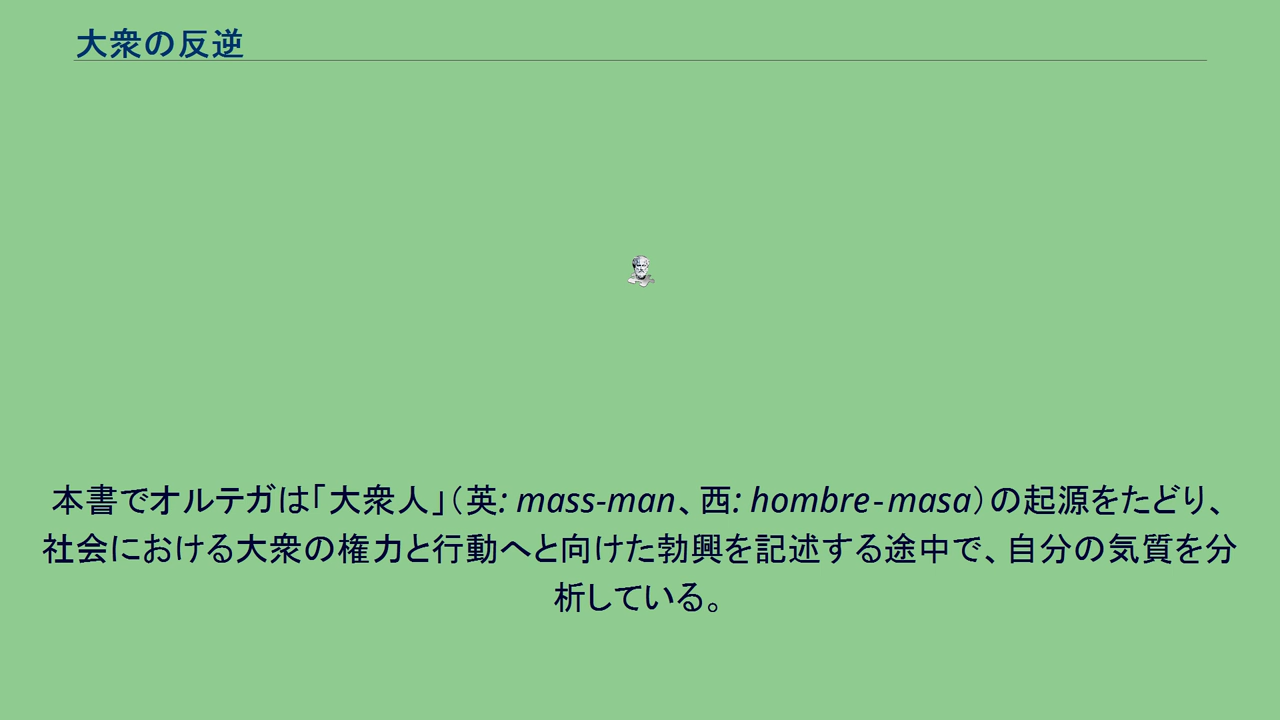 大衆の反逆
本書でオルテガは「大衆人」（英: mass-man、西: hombre-masa）の起源をたどり、
社会における大衆の権力と行動へと向けた勃興を記述する途中で、自分の気質を分
析している。